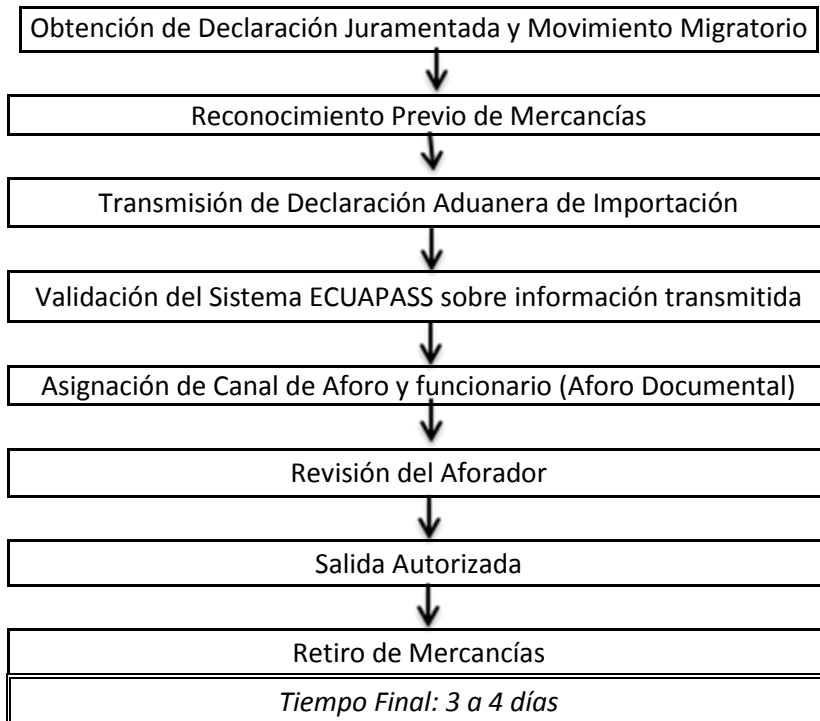 Obtención de Declaración Juramentada y Movimiento Migratorio
Reconocimiento Previo de Mercancías
Transmisión de Declaración Aduanera de Importación
Validación del Sistema ECUAPASS sobre información transmitida
Asignación de Canal de Aforo y funcionario (Aforo Documental)
Revisión del Aforador
Salida Autorizada
Retiro de Mercancías
Tiempo Final: 3 a 4 días